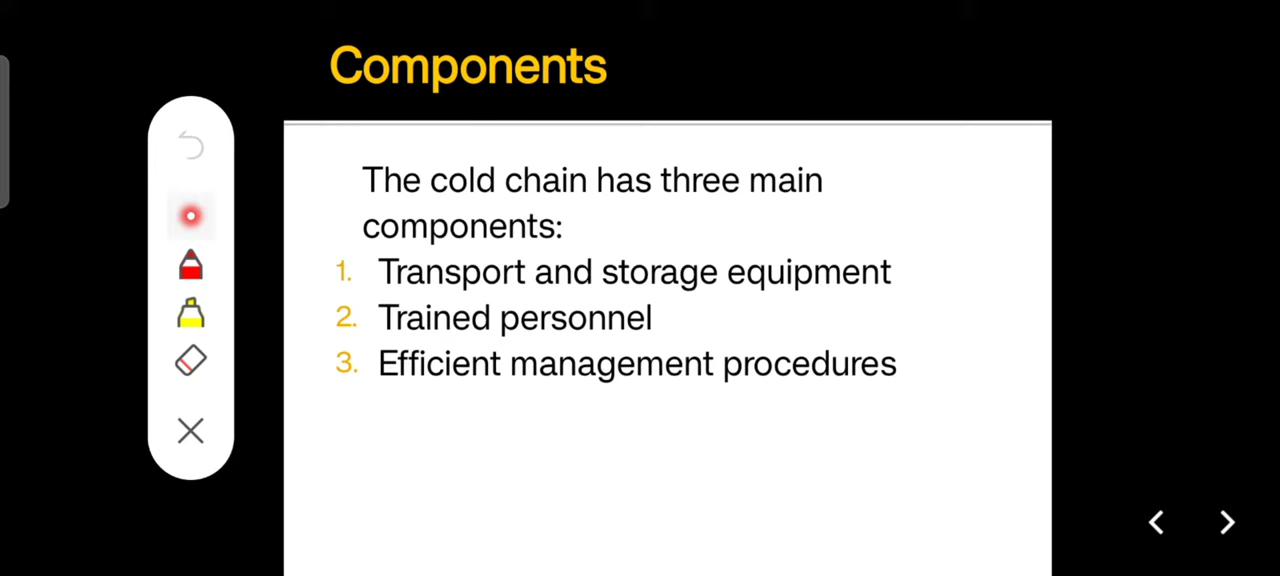 Components
The cold chain has three main
components:
1. Transport and storage equipment
2. Trained personnel
3. Efficient management procedures